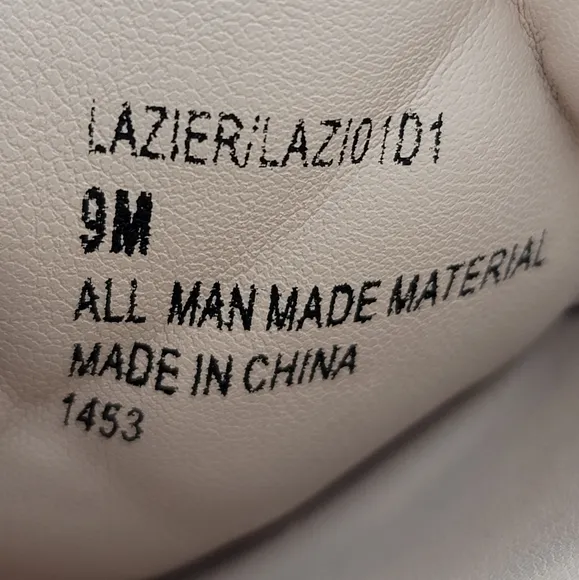 LAZIER/LAZI01D1
9M
ALL MAN MADE MATERIAL
MADE IN CHINA
1453